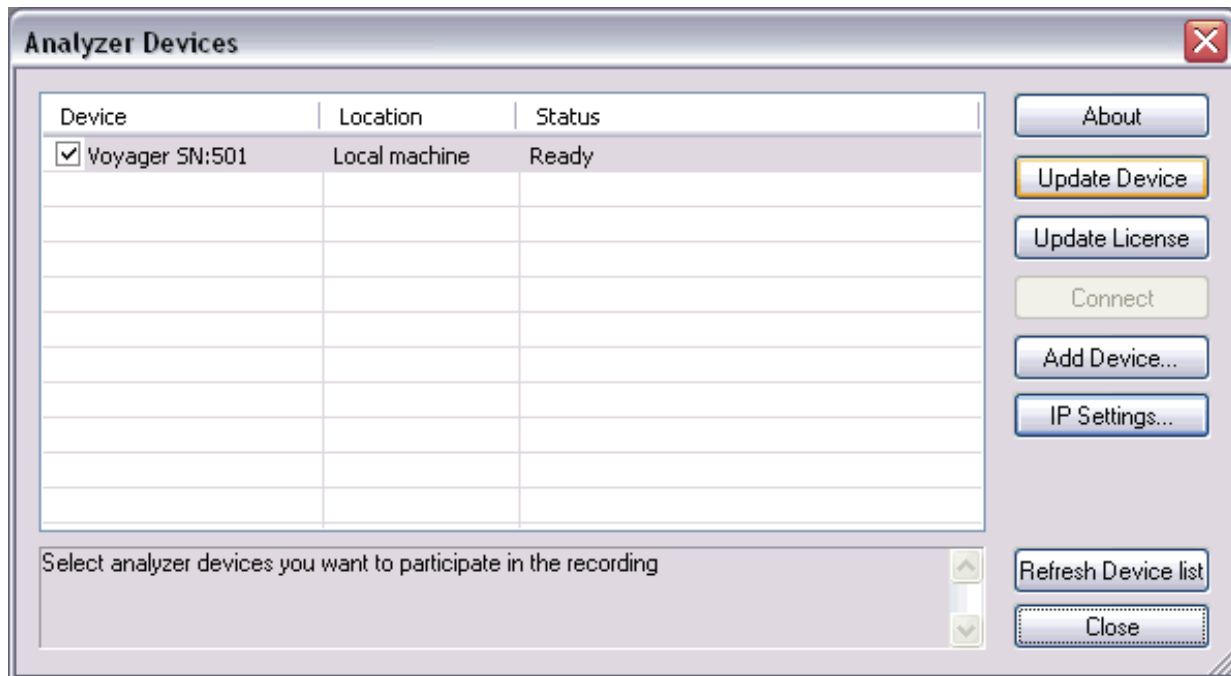 Analyzer Devices
Device Location Status
Voyager SN:501 Local machine Ready
About
Update Device
Update License
Connect
Add Device...
IP Settings...
Select analyzer devices you want to participate in the recording
Refresh Device list
Close